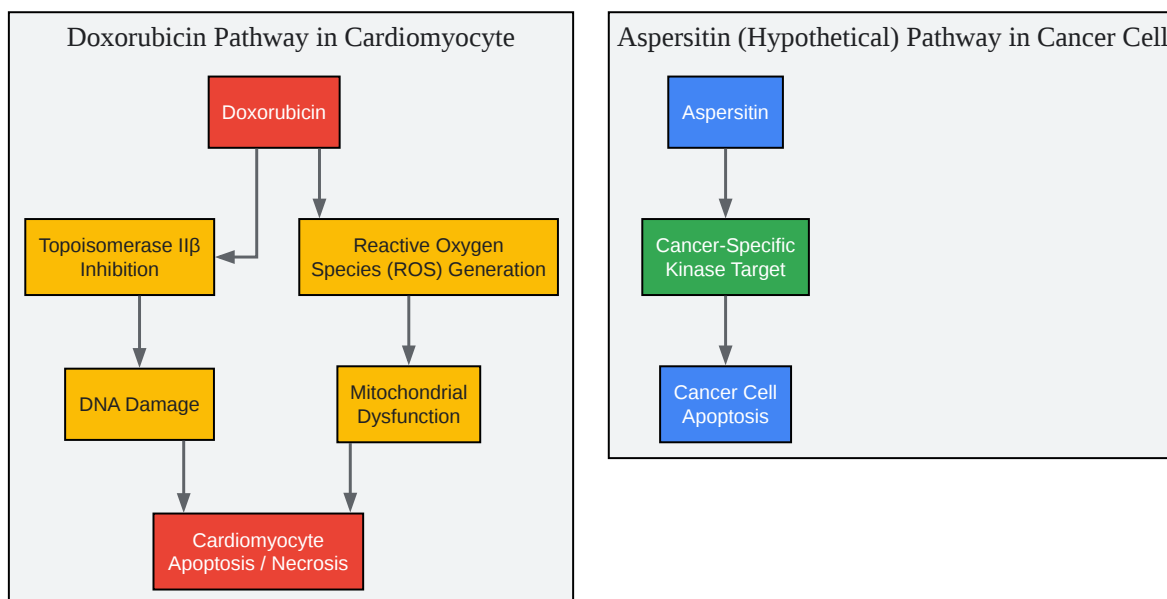 Doxorubicin Pathway in Cardiomyocyte
Doxorubicin
Topoisomerase IIβ
Inhibition
Reactive Oxygen
Species (ROS) Generation
DNA Damage
Mitochondrial
Dysfunction
Cardiomyocyte
Apoptosis / Necrosis
Aspersitin (Hypothetical) Pathway in Cancer Cell
Aspersitin
Cancer-Specific
Kinase Target
Cancer Cell
Apoptosis